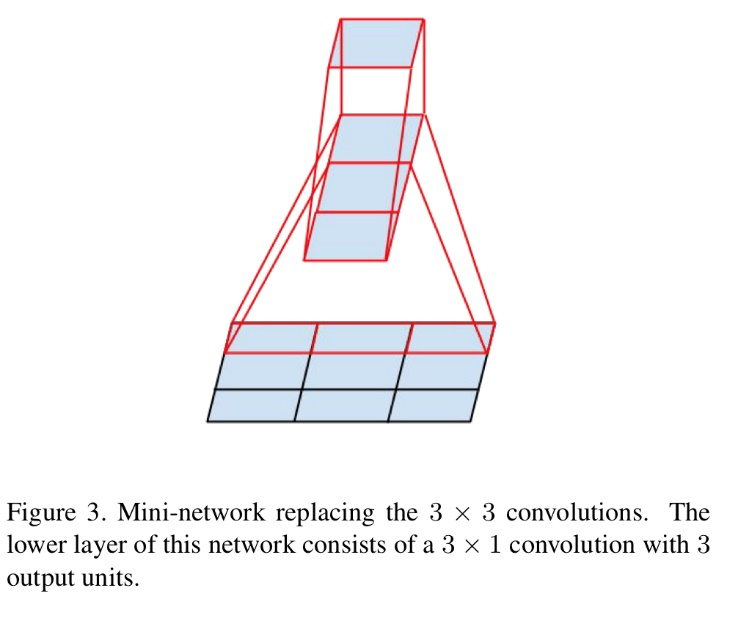 Figure 3. Mini-network replacing the 3 × 3 convolutions. The
lower layer of this network consists of a 3 × 1 convolution with 3
output units.